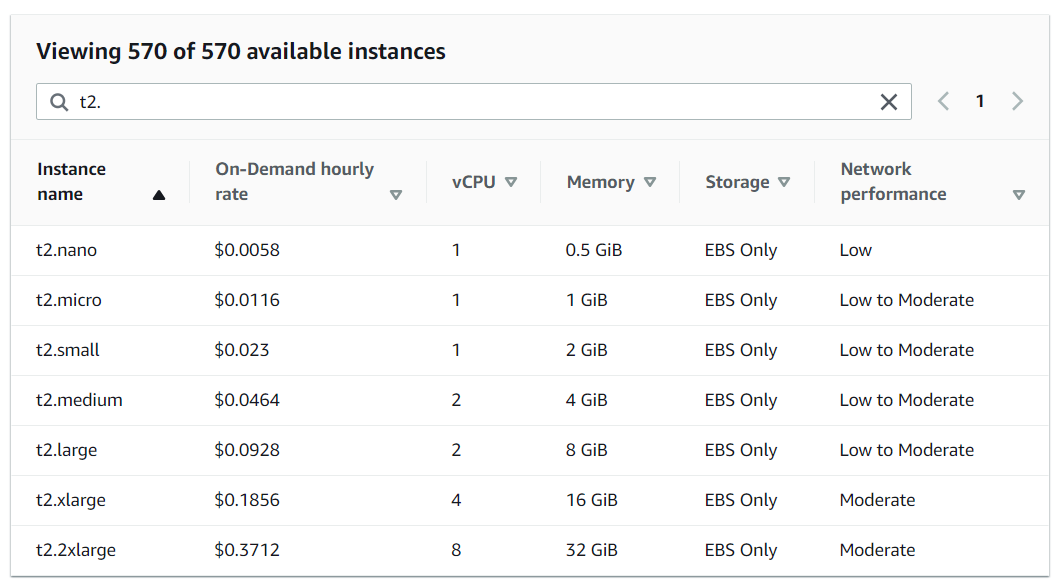 Viewing 570 of 570 available instances
t2.
1
Instance name On-Demand hourly rate vCPU Memory Storage Network performance
t2.nano $0.0058 1 0.5 GiB EBS Only Low
t2.micro $0.0116 1 1 GiB EBS Only Low to Moderate
t2.small $0.023 1 2 GiB EBS Only Low to Moderate
t2.medium $0.0464 2 4 GiB EBS Only Low to Moderate
t2.large $0.0928 2 8 GiB EBS Only Low to Moderate
t2.xlarge $0.1856 4 16 GiB EBS Only Moderate
t2.2xlarge $0.3712 8 32 GiB EBS Only Moderate